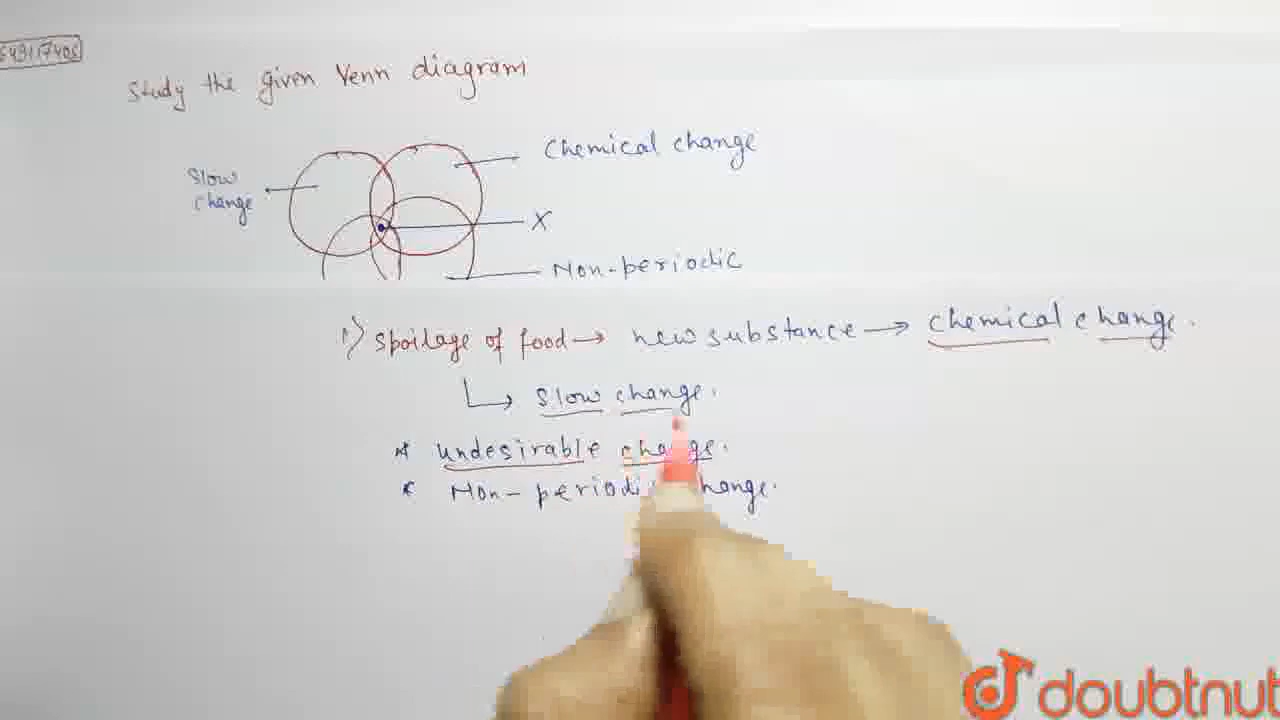 Study the given Venn diagram
Chemical change
Slow
change
X
Non-periodic
1) Spoilage of food → new substance → chemical change.
↳ slow change.
* undesirable change.
* Non-periodic change.
doubtnut